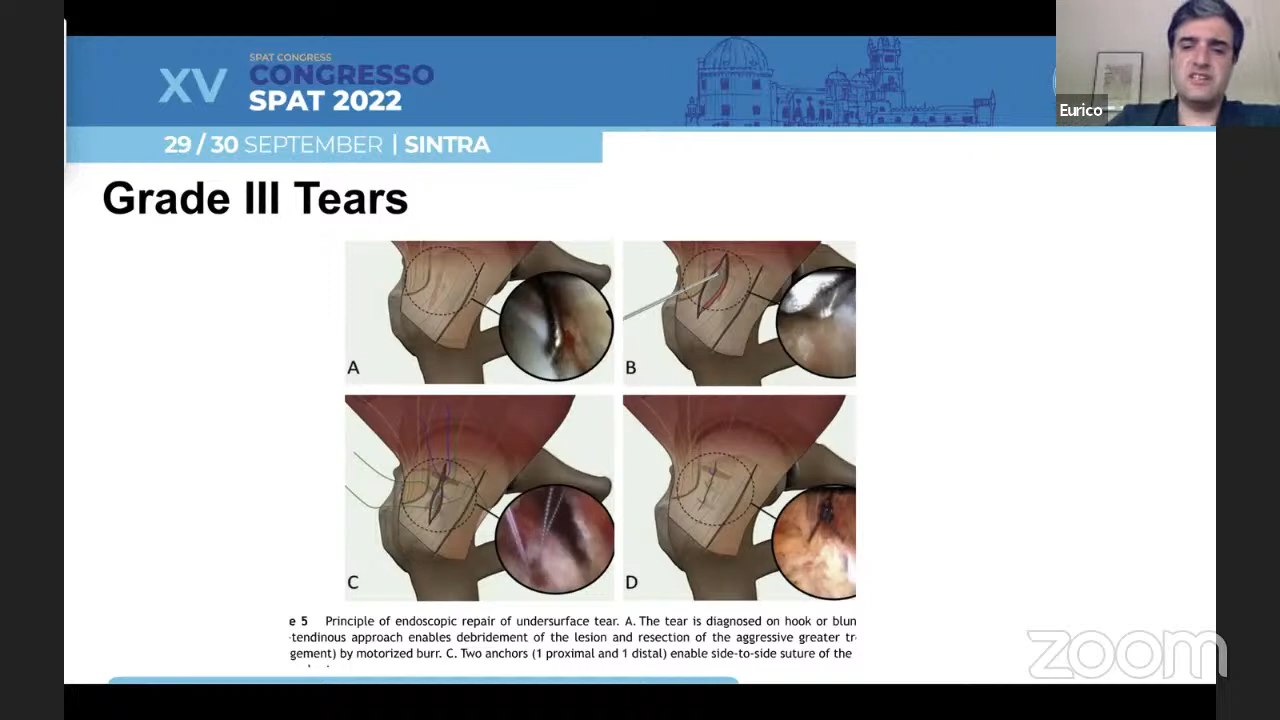 SPAT CONGRESS
XV CONGRESSO
SPAT 2022
Eurico
29 / 30 SEPTEMBER | SINTRA
Grade III Tears
A
B
C
D
e 5 Principle of endoscopic repair of undersurface tear. A. The tear is diagnosed on hook or blun
tendinous approach enables debridement of the lesion and resection of the aggressive greater tr
gement) by motorized burr. C. Two anchors (1 proximal and 1 distal) enable side-to-side suture of the
zoom